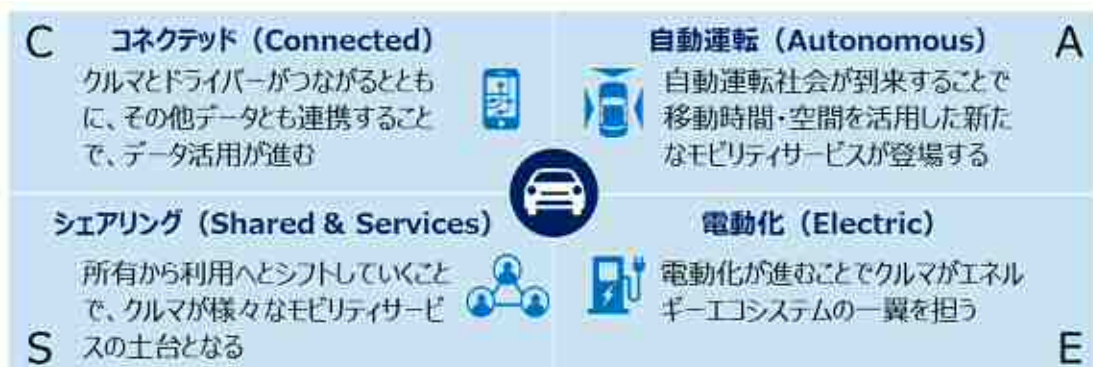 C
コネクテッド（Connected）
クルマとドライバーがつながるととも
に、その他データとも連携すること
で、データ活用が進む
自動運転（Autonomous）
A
自動運転社会が到来することで
移動時間・空間を活用した新た
なモビリティサービスが登場する
シェアリング（Shared & Services）
所有から利用へとシフトしていくこと
で、クルマが様々なモビリティサービ
スの土台となる
S
電動化（Electric）
電動化が進むことでクルマがエネル
ギーエコシステムの一翼を担う
E